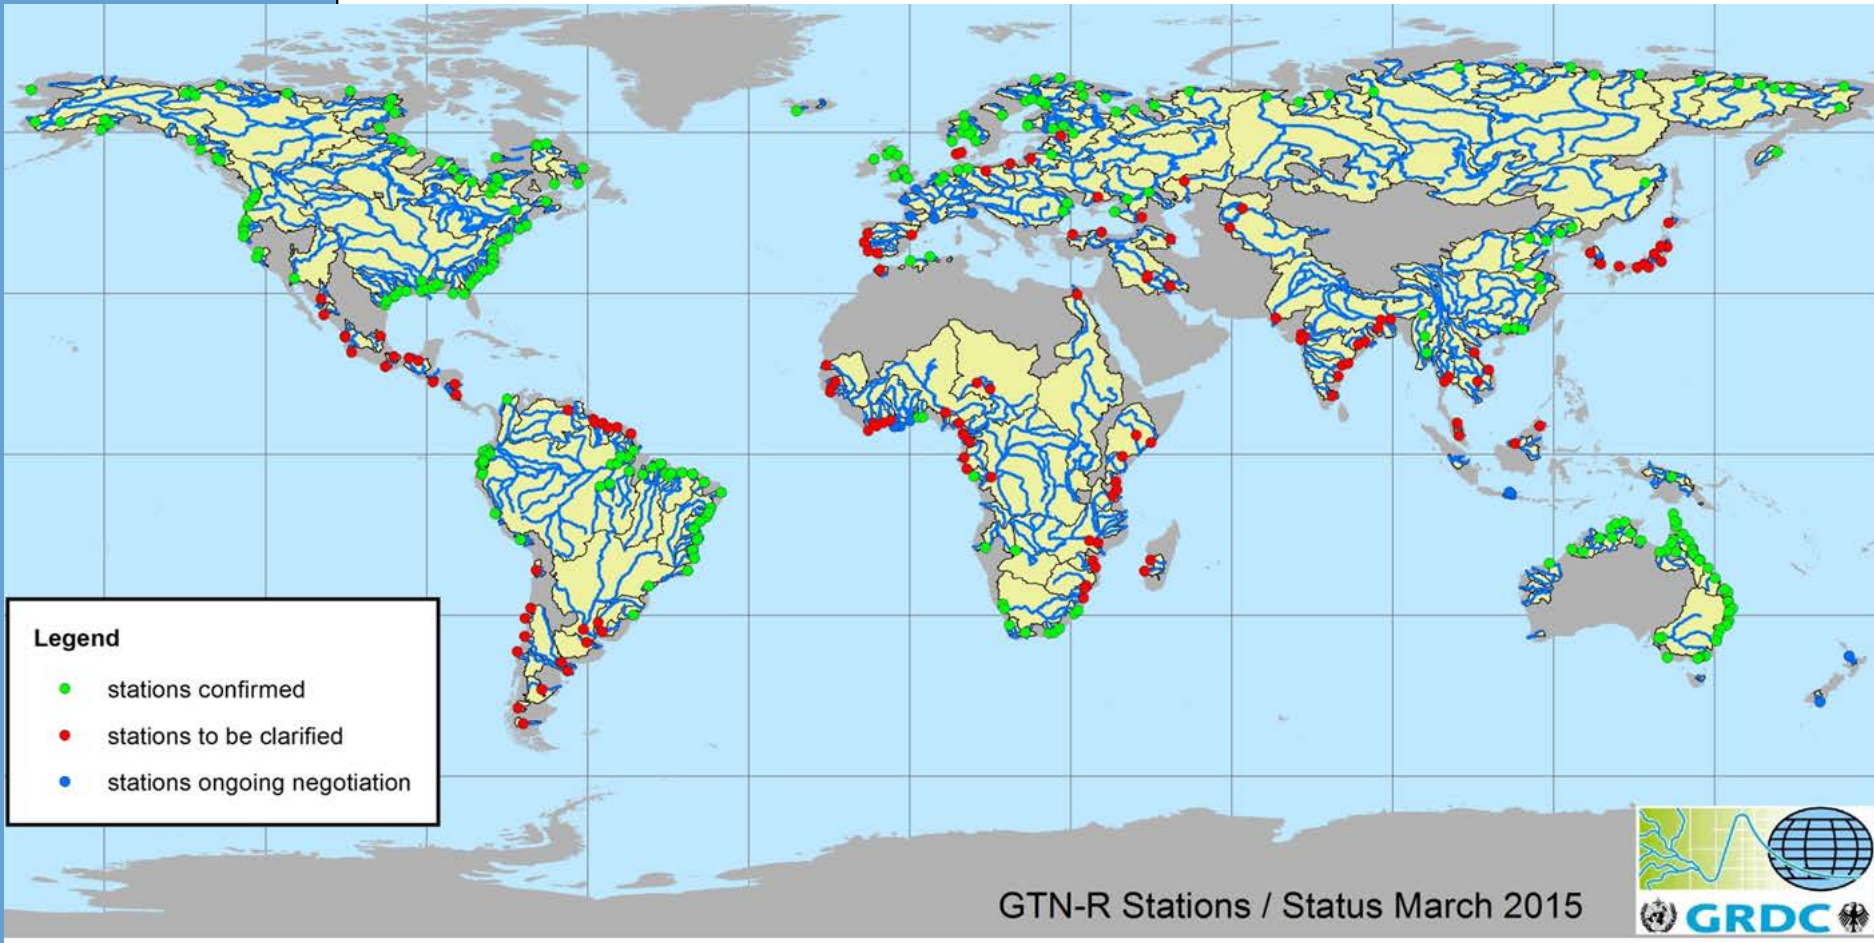 Legend
stations confirmed
stations to be clarified
stations ongoing negotiation
GTN-R Stations / Status March 2015
GRDC